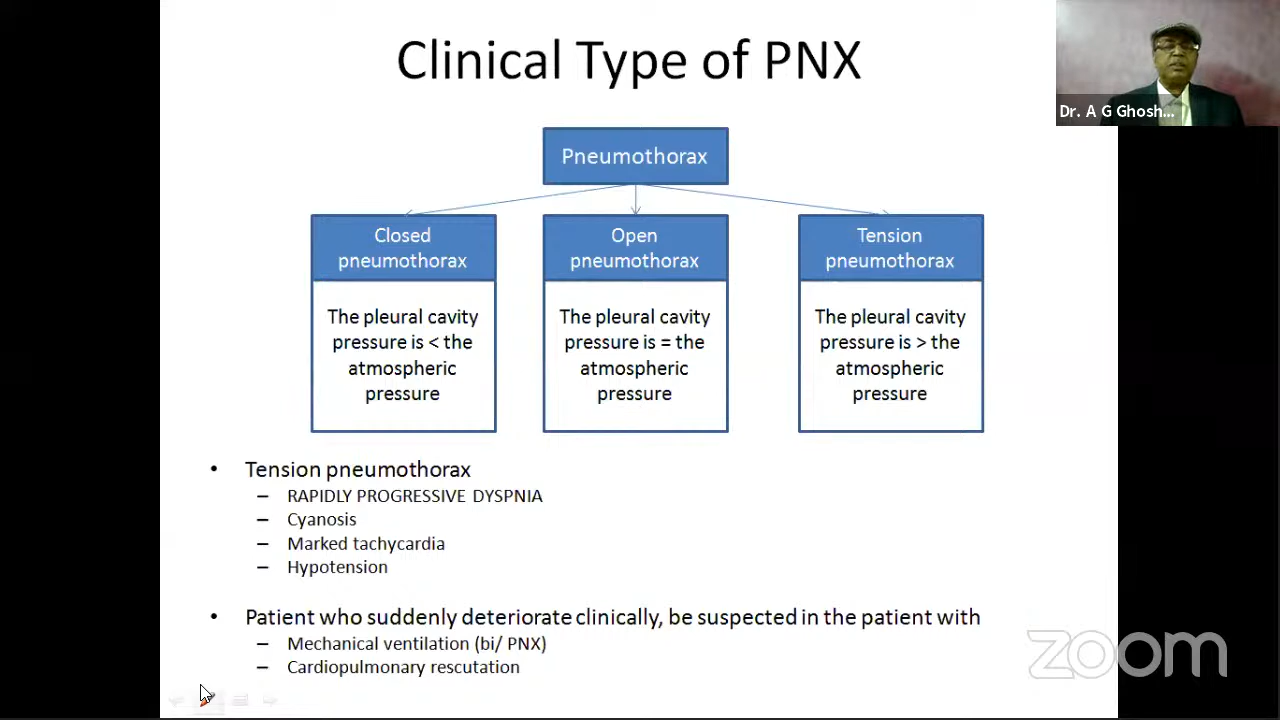 Clinical Type of PNX
Dr. A G Ghosh...
Pneumothorax
Closed
pneumothorax
The pleural cavity
pressure is < the
atmospheric
pressure
Open
pneumothorax
The pleural cavity
pressure is = the
atmospheric
pressure
Tension
pneumothorax
The pleural cavity
pressure is > the
atmospheric
pressure
• Tension pneumothorax
– RAPIDLY PROGRESSIVE DYSPNIA
– Cyanosis
– Marked tachycardia
– Hypotension
• Patient who suddenly deteriorate clinically, be suspected in the patient with
– Mechanical ventilation (bi/ PNX)
– Cardiopulmonary rescutation
zoom